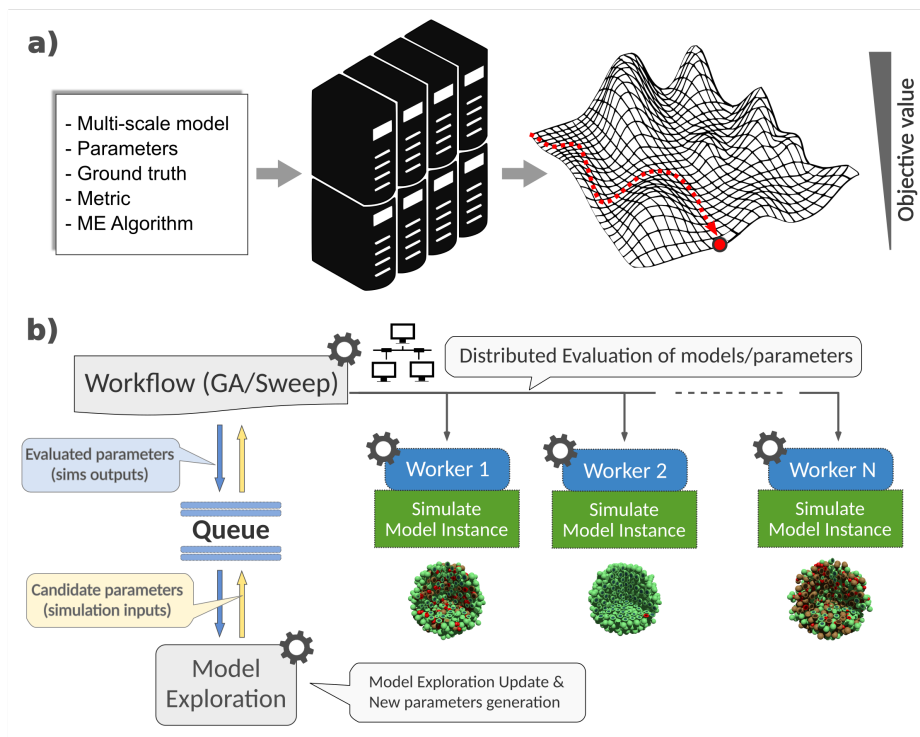 a)
- Multi-scale model
- Parameters
- Ground truth
- Metric
- ME Algorithm
Objective value
b)
Workflow (GA/Sweep)
Distributed Evaluation of models/parameters
Evaluated parameters
(sims outputs)
Queue
Candidate parameters
(simulation inputs)
Worker 1
Simulate
Model Instance
Worker 2
Simulate
Model Instance
Worker N
Simulate
Model Instance
Model
Exploration
Model Exploration Update &
New parameters generation